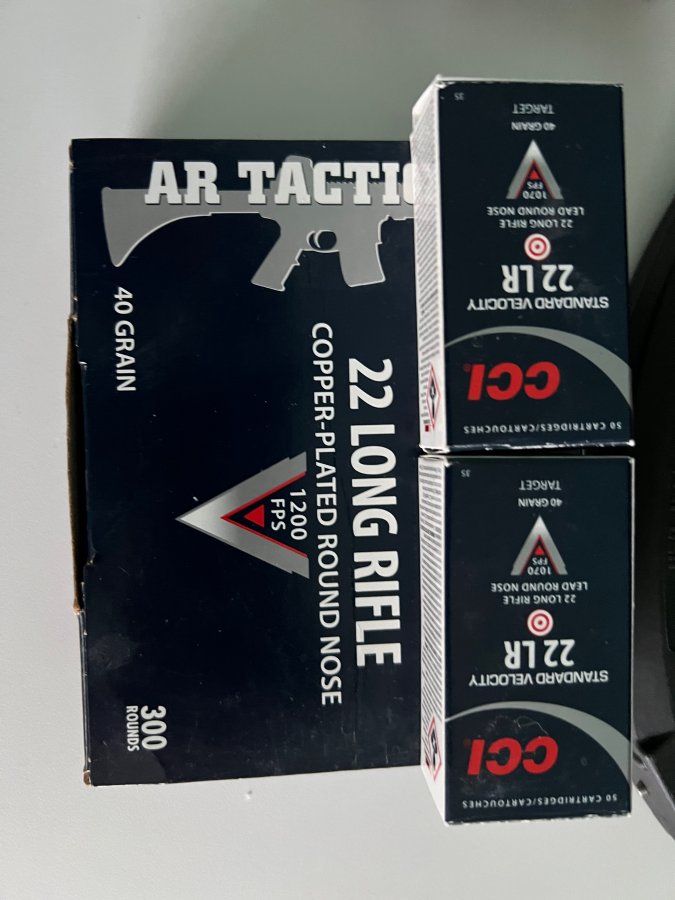 AR TACTIC
40 GRAIN
22 LONG RIFLE
COPPER-PLATED ROUND NOSE
1200
FPS
300
ROUNDS
50 CARTRIDGES/CARTOUCHES
CCI
STANDARD VELOCITY
22 LR
22 LONG RIFLE
LEAD ROUND NOSE
1070
FPS
40 GRAIN
TARGET
35
50 CARTRIDGES/CARTOUCHES
CCI
STANDARD VELOCITY
22 LR
22 LONG RIFLE
LEAD ROUND NOSE
1070
FPS
40 GRAIN
TARGET
35